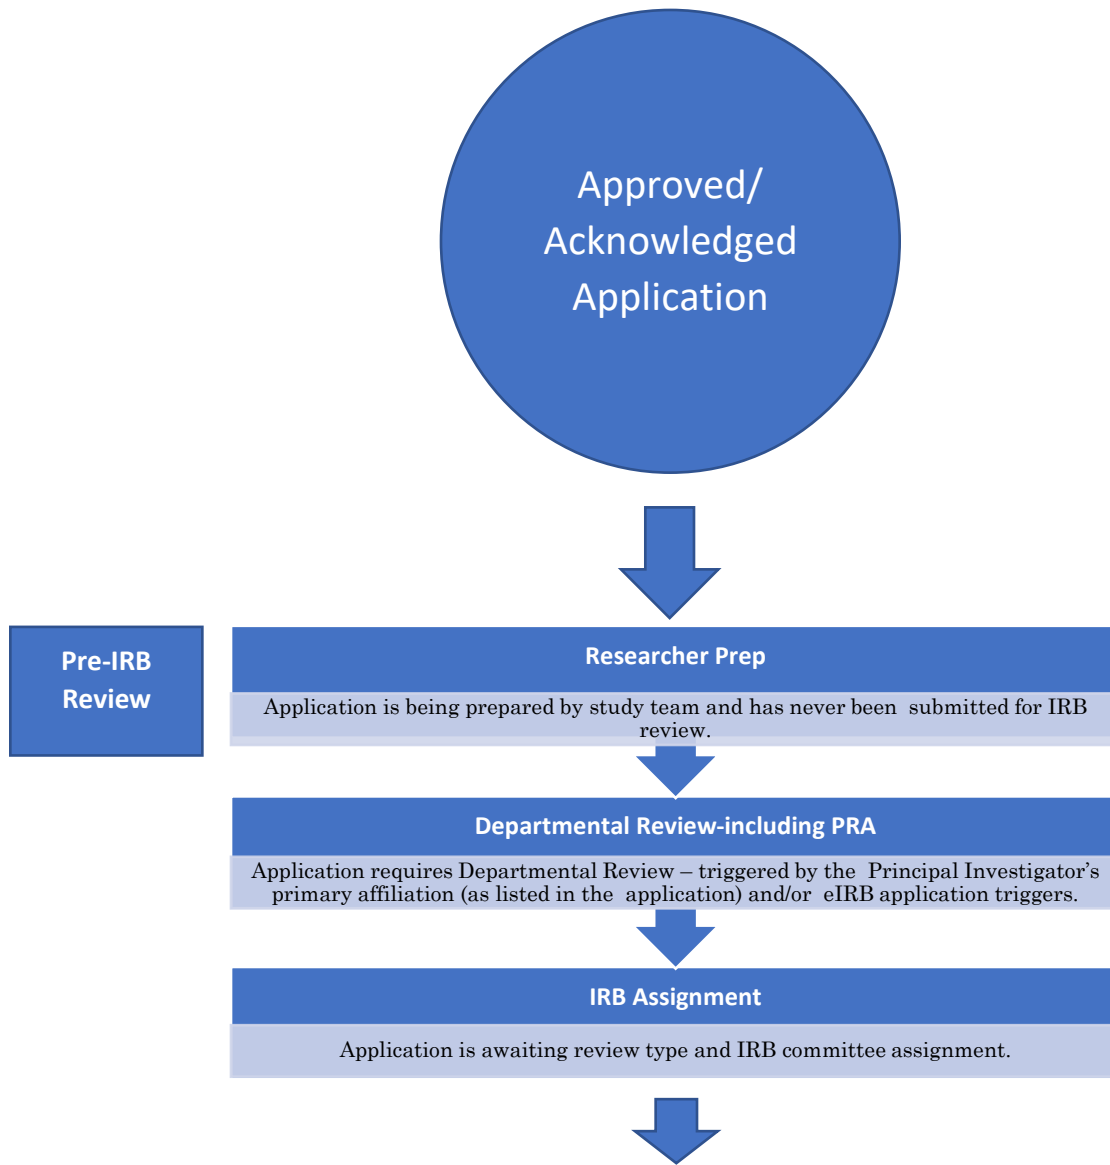 Approved/
Acknowledged
Application
Pre-IRB
Review
Researcher Prep
Application is being prepared by study team and has never been submitted for IRB
review.
Departmental Review-including PRA
Application requires Departmental Review – triggered by the Principal Investigator’s
primary affiliation (as listed in the application) and/or eIRB application triggers.
IRB Assignment
Application is awaiting review type and IRB committee assignment.